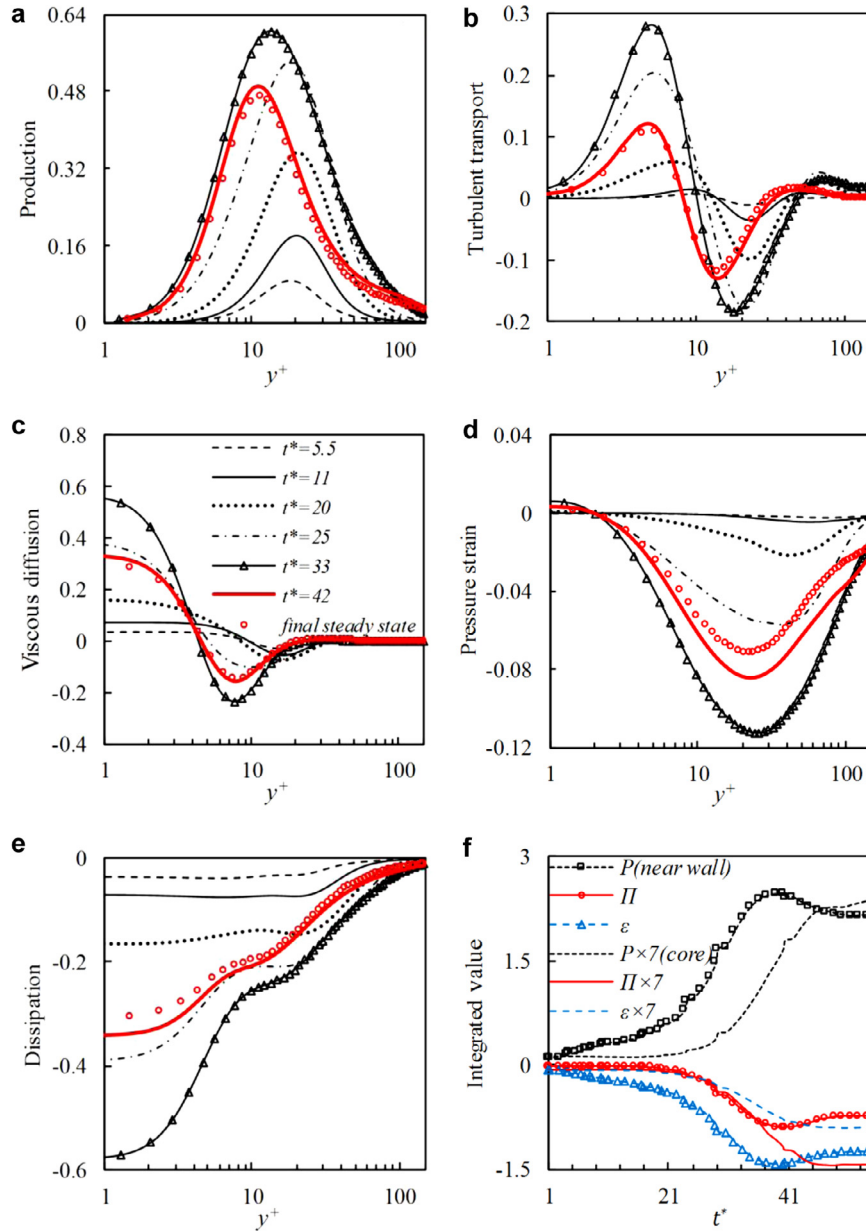 a
0.64
0.48
0.32
0.16
0
Production
1
10
100
y+
b
0.3
0.2
0.1
0
-0.1
-0.2
Turbulent transport
1
10
100
y+
c
0.8
0.6
0.4
0.2
0
-0.2
-0.4
Viscous diffusion
t*=5.5
t*=11
t*=20
t*=25
t*=33
t*=42
final steady state
1
10
100
y+
d
0.04
0
-0.04
-0.08
-0.12
Pressure strain
1
10
100
y+
e
0
-0.2
-0.4
-0.6
Dissipation
1
10
100
y+
f
3
1.5
0
-1.5
Integrated value
P(near wall)
Π
ε
P×7(core)
Π×7
ε×7
1
21
41
t*